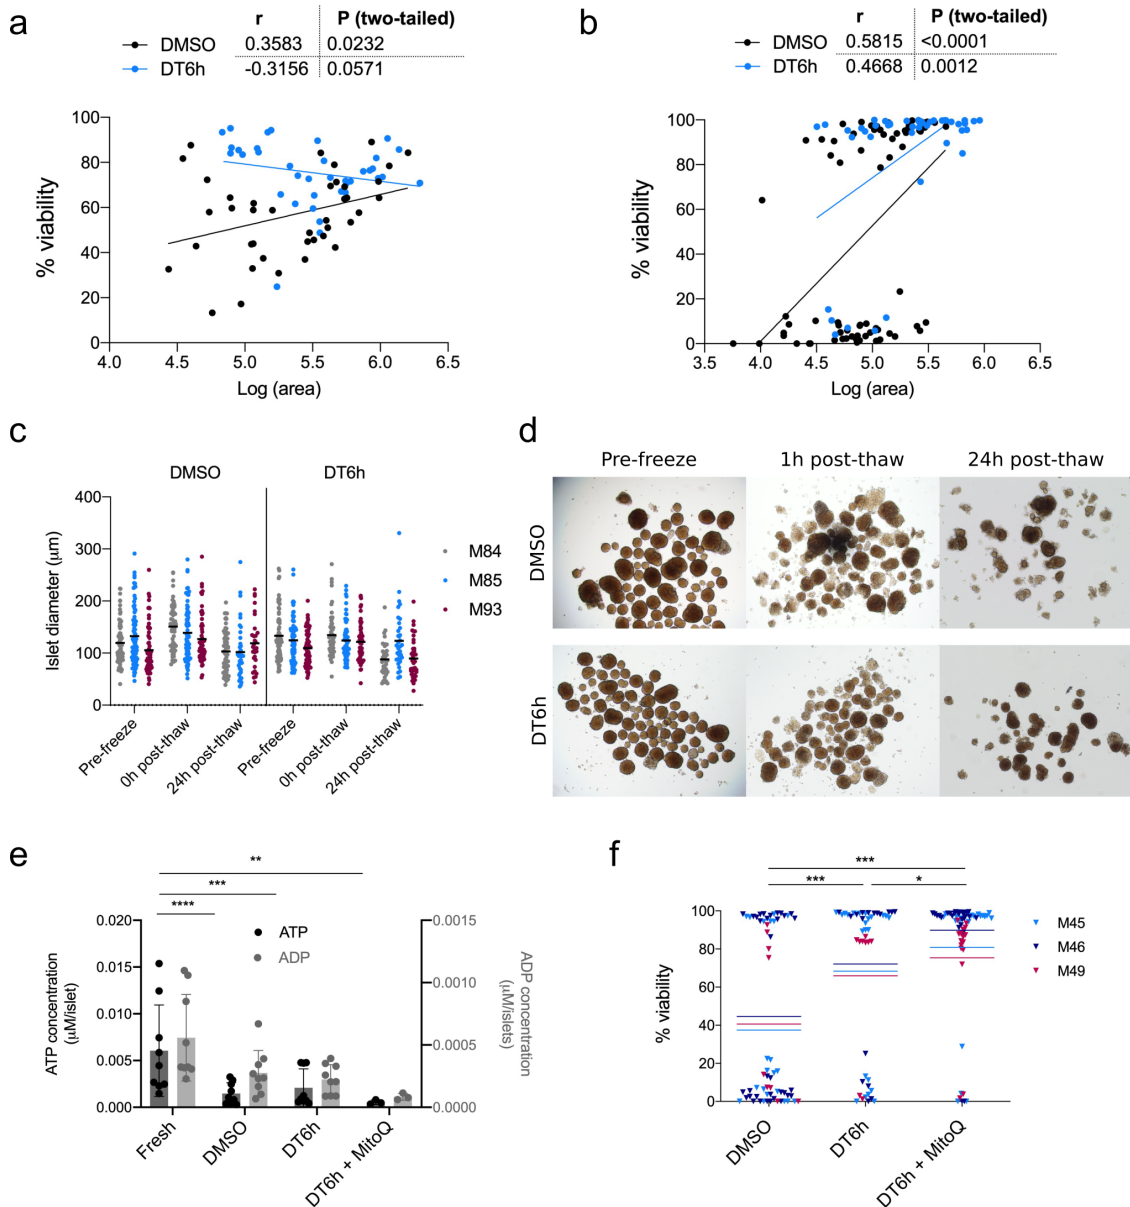 a
r P (two-tailed)
DMSO 0.3583 0.0232
DT6h -0.3156 0.0571
100
80
60
40
20
0
% viability
4.0 4.5 5.0 5.5 6.0 6.5
Log (area)
b
r P (two-tailed)
DMSO 0.5815 <0.0001
DT6h 0.4668 0.0012
100
80
60
40
20
0
% viability
3.5 4.0 4.5 5.0 5.5 6.0 6.5
Log (area)
c
DMSO DT6h
400
300
200
100
0
Islet diameter (μm)
M84
M85
M93
Pre-freeze 0h post-thaw 24h post-thaw Pre-freeze 0h post-thaw 24h post-thaw
d
Pre-freeze 1h post-thaw 24h post-thaw
DMSO
DT6h
e
**
***
****
0.020
0.015
0.010
0.005
0.000
ATP concentration
(μM/islet)
ATP
ADP
0.0015
0.0010
0.0005
0.0000
ADP concentration
(μM/islets)
Fresh DMSO DT6h DT6h + MitoQ
f
***
*** *
100
80
60
40
20
0
% viability
M45
M46
M49
DMSO DT6h DT6h + MitoQ